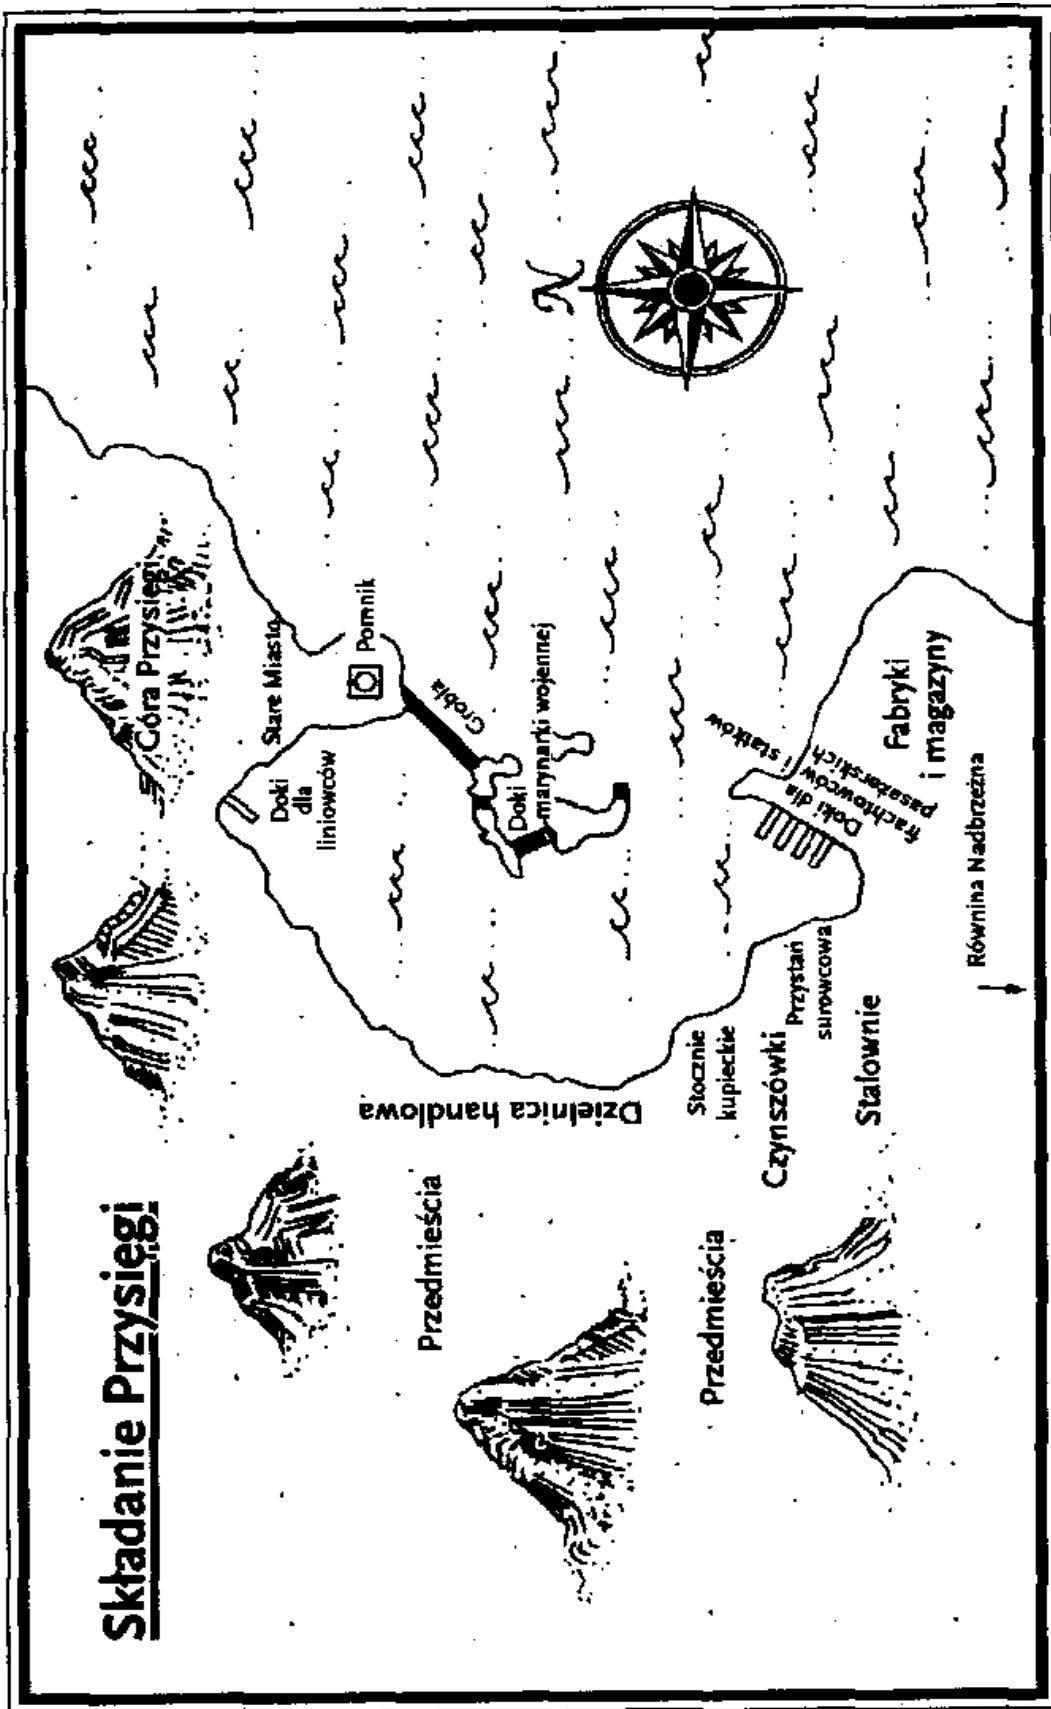 Składanie Przysięgi
Góra Przysięgi
Stare Miasto
Pomnik
Doki
dla
liniowców
Grobla
Doki
marynarki wojennej
Dzielnica handlowa
Przedmieścia
Przedmieścia
Stocznie
kupieckie
Czynszówki
Przystań
surowcowa
Stalownie
Doki dla
frachtowców i statków
pasażerskich
Fabryki
i magazyny
Równina Nadbrzeżna
N